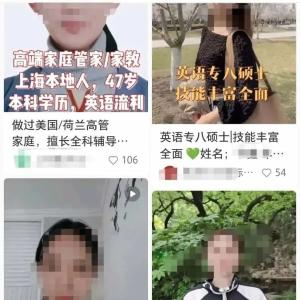 高端家庭管家/家教
上海本地人，47岁
本科学历，英语流利
做过美国/荷兰高管
家庭，擅长全科辅导…
106
英语专八硕士
技能丰富全面
英语专八硕士|技能丰富
全面 💚姓名；
54